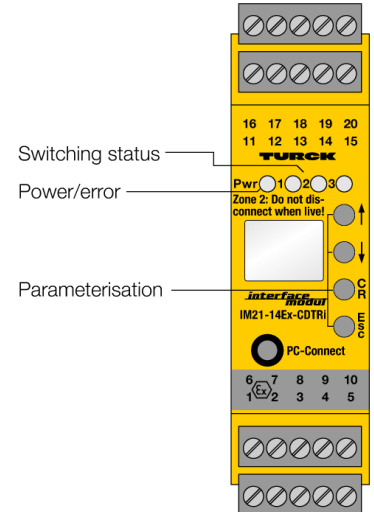 16 17 18 19 20
11 12 13 14 15
TURCK
Switching status
Power/error
Pwr 1 2 3
Zone 2: Do not dis-
connect when live!
↑
↓
Parameterisation
CR
interface
modul
IM21-14Ex-CDTRi
Esc
PC-Connect
6 7 8 9 10
Ex
1 2 3 4 5